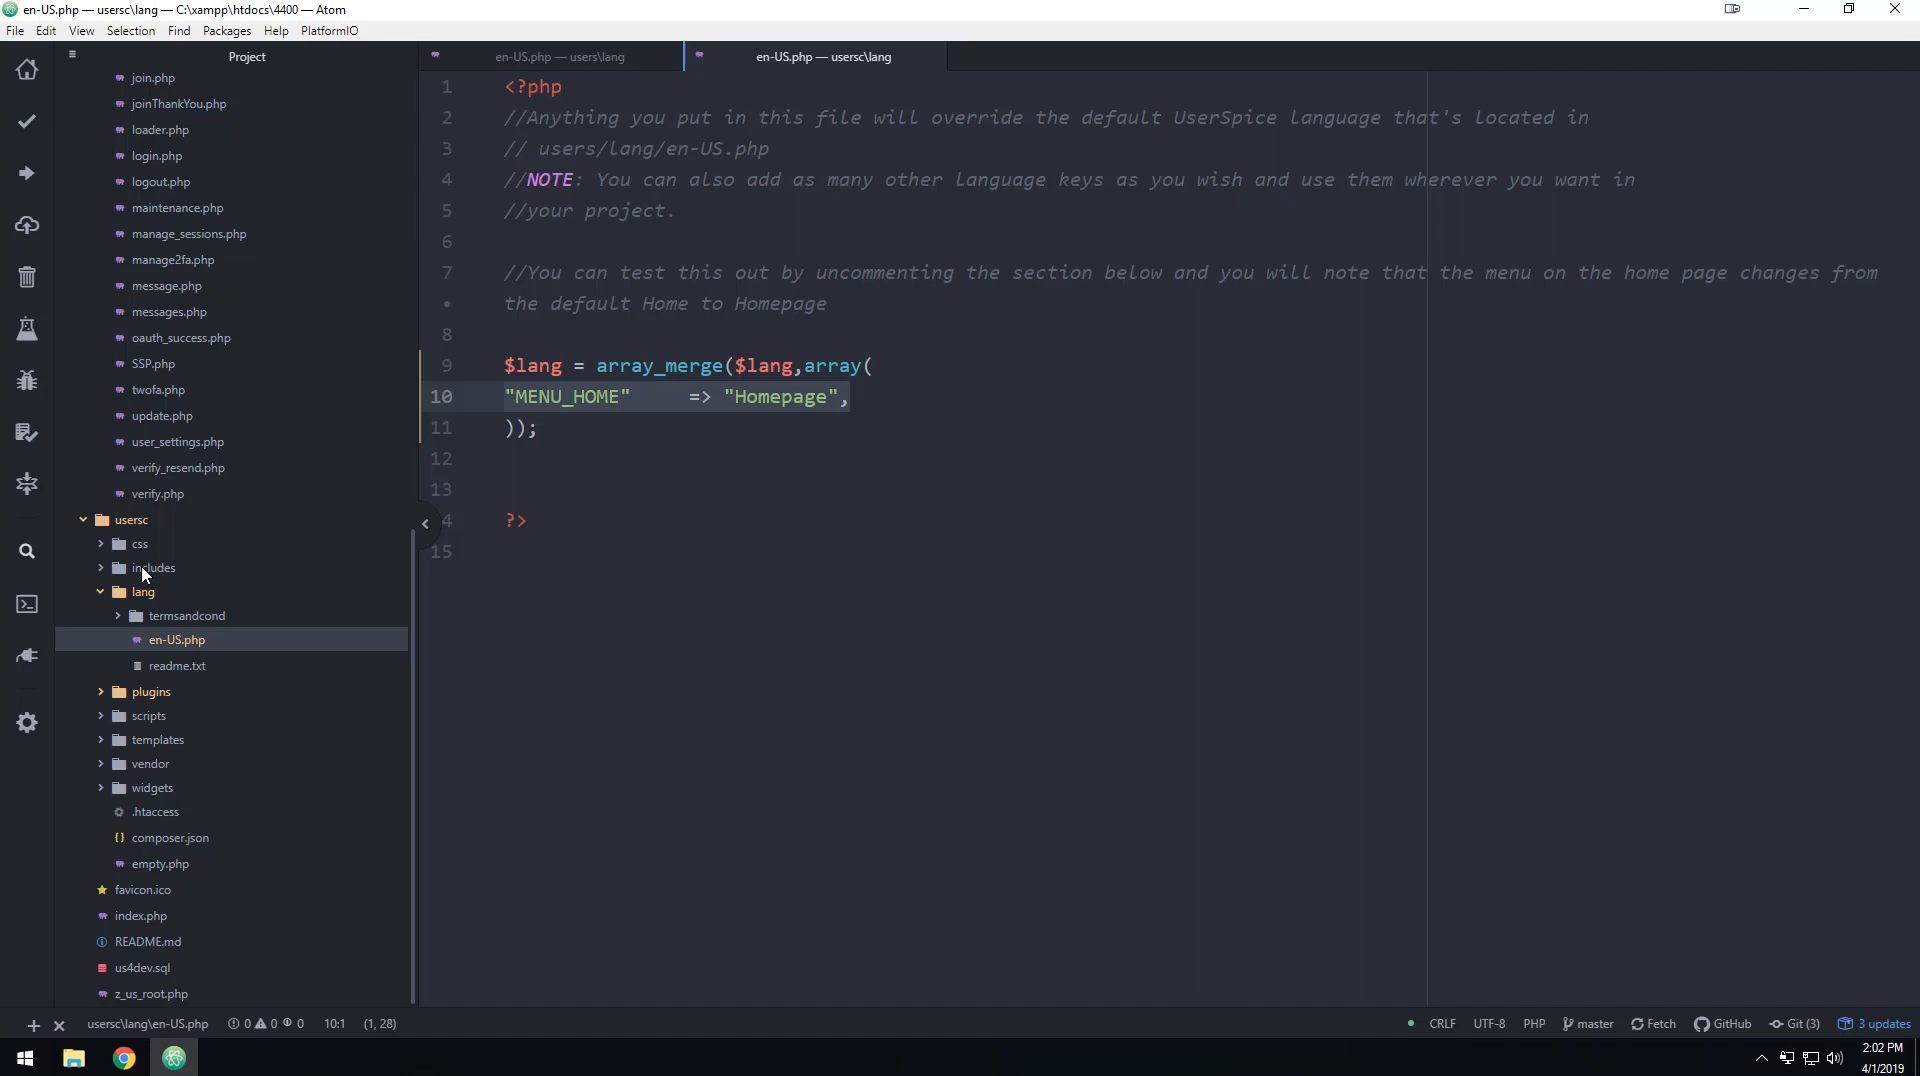 en-US.php — usersc\lang — C:\xampp\htdocs\4400 — Atom
File Edit View Selection Find Packages Help PlatformIO
Project
join.php
joinThankYou.php
loader.php
login.php
logout.php
maintenance.php
manage_sessions.php
manage2fa.php
message.php
messages.php
oauth_success.php
SSP.php
twofa.php
update.php
user_settings.php
verify_resend.php
verify.php
usersc
css
includes
lang
termsandcond
en-US.php
readme.txt
plugins
scripts
templates
vendor
widgets
.htaccess
composer.json
empty.php
favicon.ico
index.php
README.md
us4dev.sql
z_us_root.php
en-US.php — users\lang
en-US.php — usersc\lang
1 <?php
2 //Anything you put in this file will override the default UserSpice language that's located in
3 // users/lang/en-US.php
4 //NOTE: You can also add as many other language keys as you wish and use them wherever you want in
5 //your project.
6
7 //You can test this out by uncommenting the section below and you will note that the menu on the home page changes from
• the default Home to Homepage
8
9 $lang = array_merge($lang,array(
10 "MENU_HOME" => "Homepage",
11 ));
12
13
4 ?>
15
usersc\lang\en-US.php 0 0 0 10:1 (1, 28)
CRLF UTF-8 PHP master Fetch GitHub Git (3) 3 updates
2:02 PM
4/1/2019